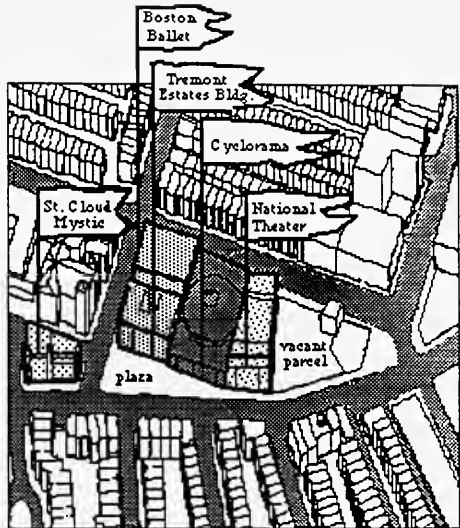 Boston
Ballet
Tremont
Estates Bldg.
Cyclorama
St. Cloud
Mystic
National
Theater
vacant
parcel
plaza